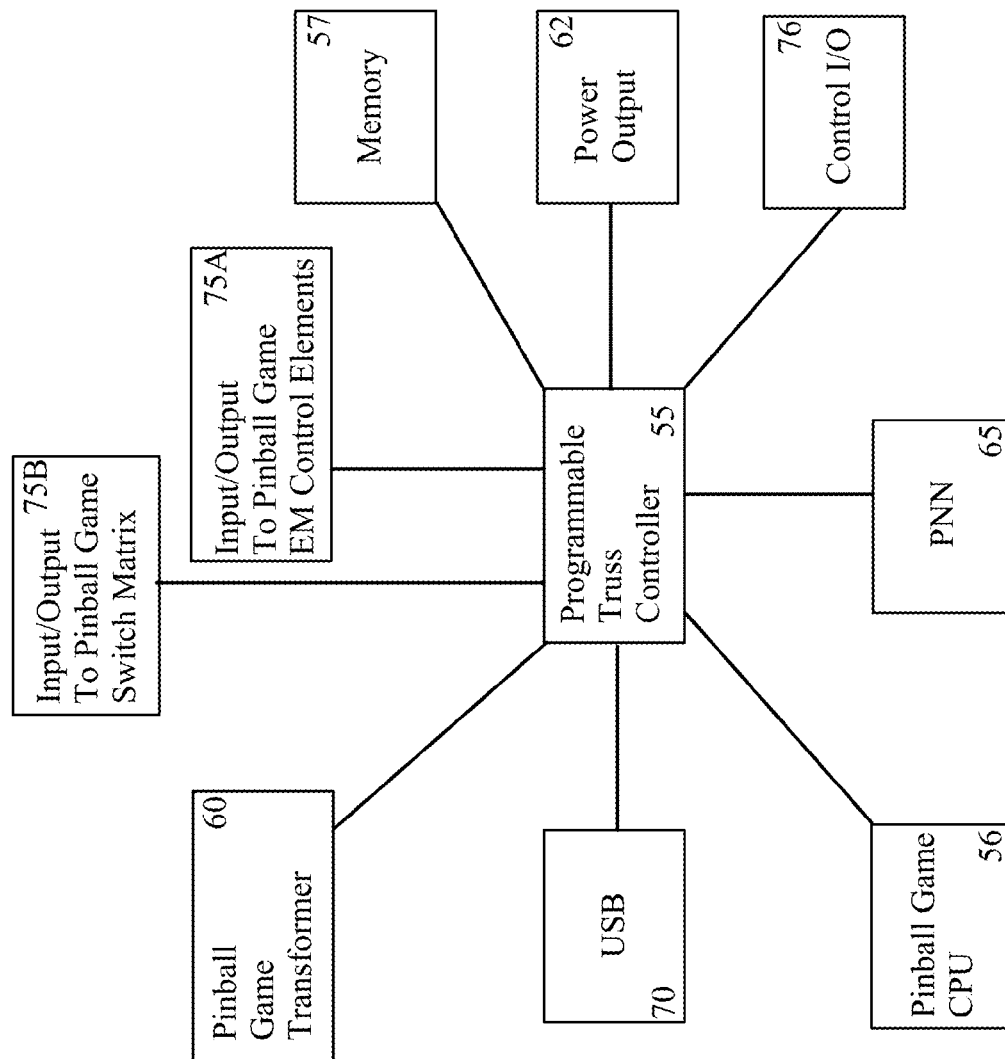 75B
Input/Output
To Pinball Game
Switch Matrix
75A
Input/Output
To Pinball Game
EM Control Elements
60
Pinball
Game
Transformer
57
Memory
USB
70
Programmable
Truss
Controller
55
62
Power
Output
Pinball Game
CPU
56
PNN
65
76
Control I/O